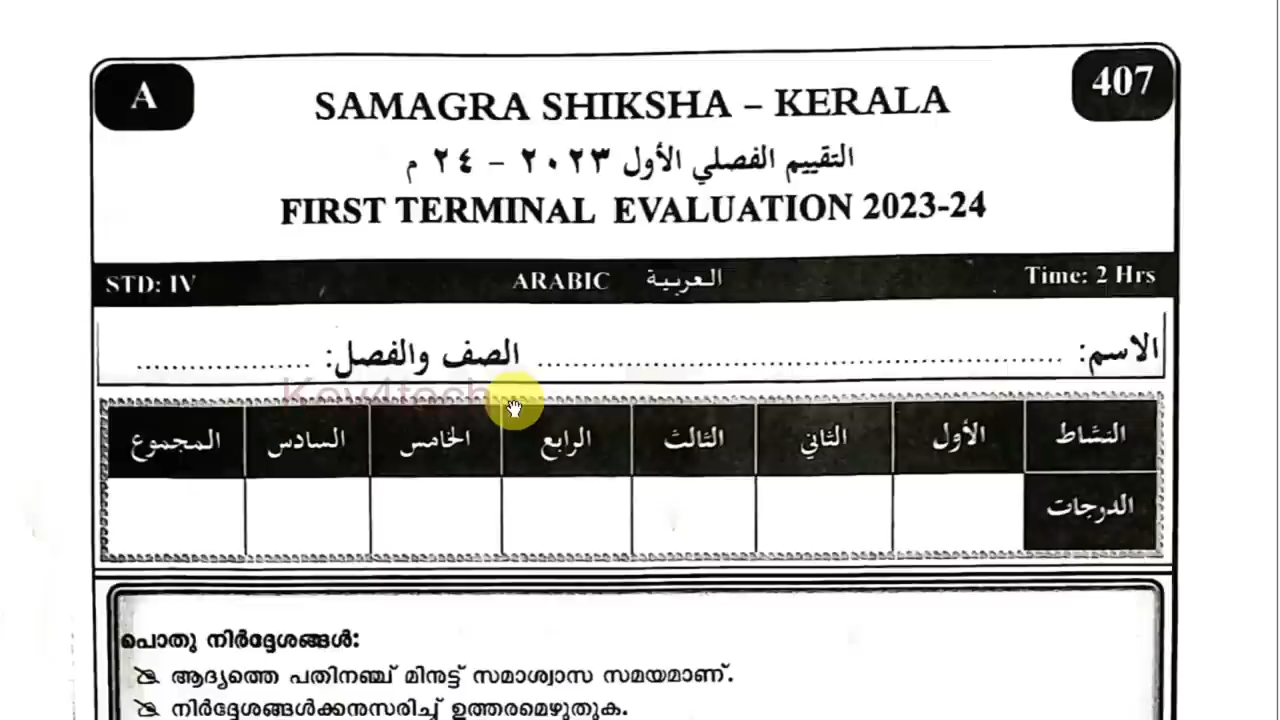 A
407
SAMAGRA SHIKSHA – KERALA
التقييم الفصلي الأول ٢٠٢٣ – ٢٤ م
FIRST TERMINAL EVALUATION 2023-24
STD: IV ARABIC العربية Time: 2 Hrs
الاسم: ........................................................ الصف والفصل: ...................
Key4tech
النشاط الأول الثاني الثالث الرابع الخامس السادس المجموع
الدرجات
പൊതു നിർദ്ദേശങ്ങൾ:
ആദ്യത്തെ പതിനഞ്ച് മിനുട്ട് സമാശ്വാസ സമയമാണ്.
നിർദ്ദേശങ്ങൾക്കനുസരിച്ച് ഉത്തരമെഴുതുക.